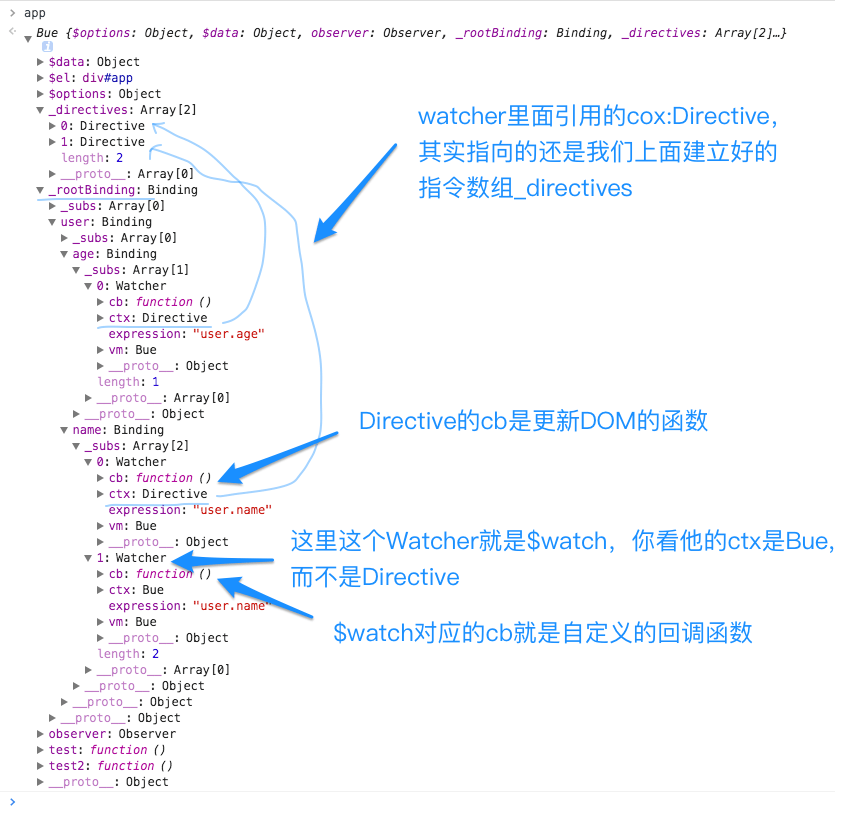 app
Bue {$options: Object, $data: Object, observer: Observer, _rootBinding: Binding, _directives: Array[2]…}
i
$data: Object
$el: div#app
$options: Object
_directives: Array[2]
0: Directive
1: Directive
length: 2
__proto__: Array[0]
_rootBinding: Binding
_subs: Array[0]
user: Binding
_subs: Array[0]
age: Binding
_subs: Array[1]
0: Watcher
cb: function ()
ctx: Directive
expression: "user.age"
vm: Bue
__proto__: Object
length: 1
__proto__: Array[0]
__proto__: Object
name: Binding
_subs: Array[2]
0: Watcher
cb: function ()
ctx: Directive
expression: "user.name"
vm: Bue
__proto__: Object
1: Watcher
cb: function ()
ctx: Bue
expression: "user.name"
vm: Bue
__proto__: Object
length: 2
__proto__: Array[0]
__proto__: Object
__proto__: Object
__proto__: Object
observer: Observer
test: function ()
test2: function ()
__proto__: Object
watcher里面引用的cox:Directive，
其实指向的还是我们上面建立好的
指令数组_directives
Directive的cb是更新DOM的函数
这里这个Watcher就是$watch，你看他的ctx是Bue,
而不是Directive
$watch对应的cb就是自定义的回调函数